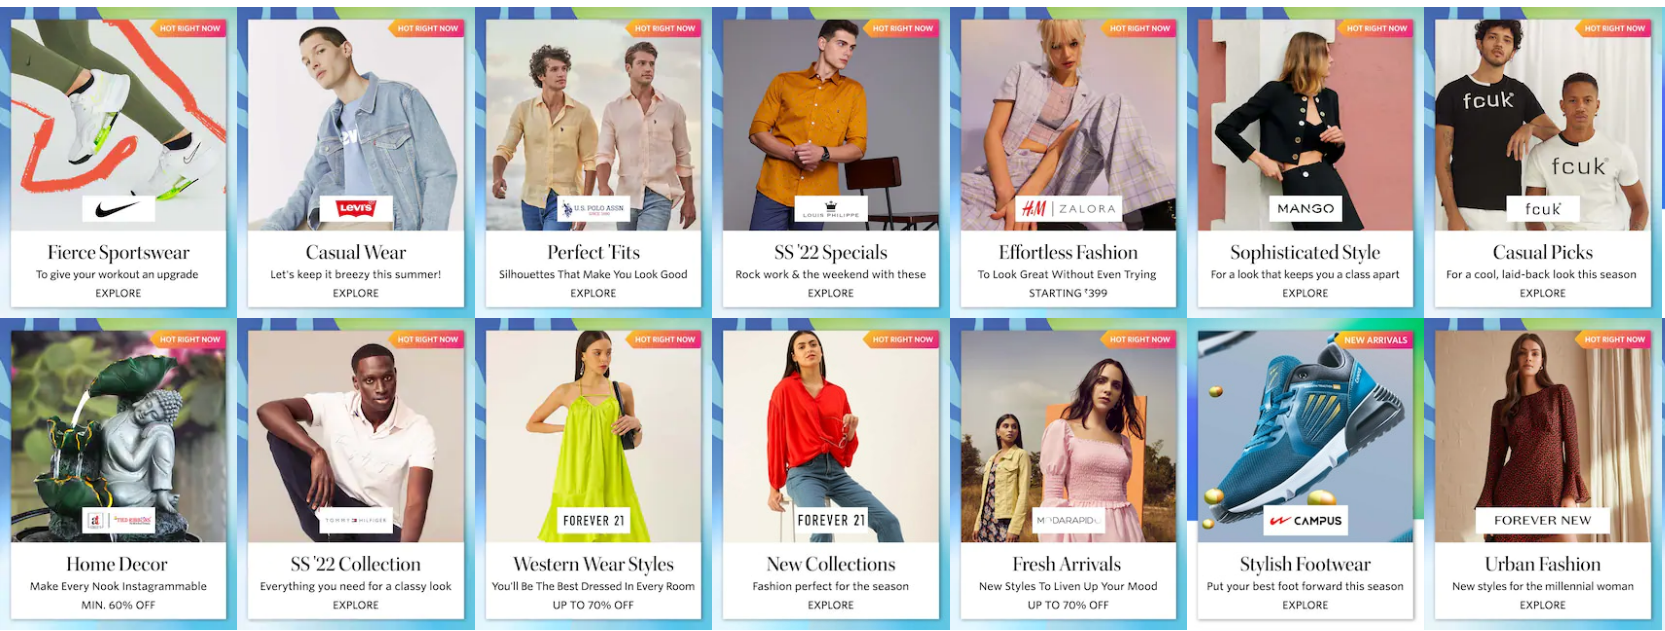 HOT RIGHT NOW
Levi's
Fierce Sportswear
To give your workout an upgrade
EXPLORE
HOT RIGHT NOW
LEV
Levi's
Casual Wear
Let's keep it breezy this summer!
EXPLORE
HOT RIGHT NOW
U.S. POLO ASSN.
SINCE 1890
Perfect 'Fits
Silhouettes That Make You Look Good
EXPLORE
HOT RIGHT NOW
LOUIS PHILIPPE
SS '22 Specials
Rock work & the weekend with these
EXPLORE
HOT RIGHT NOW
H&M | ZALORA
Effortless Fashion
To Look Great Without Even Trying
STARTING ₹399
HOT RIGHT NOW
MANGO
Sophisticated Style
For a look that keeps you a class apart
EXPLORE
HOT RIGHT NOW
fcuk®
fcuk®
fcuk®
Casual Picks
For a cool, laid-back look this season
EXPLORE
HOT RIGHT NOW
Home Decor
Make Every Nook Instagrammable
MIN. 60% OFF
HOT RIGHT NOW
TOMMY HILFIGER
SS '22 Collection
Everything you need for a classy look
EXPLORE
HOT RIGHT NOW
FOREVER 21
Western Wear Styles
You'll Be The Best Dressed In Every Room
UP TO 70% OFF
HOT RIGHT NOW
FOREVER 21
New Collections
Fashion perfect for the season
EXPLORE
HOT RIGHT NOW
MODARAPIDO
Fresh Arrivals
New Styles To Liven Up Your Mood
UP TO 70% OFF
NEW ARRIVALS
CAMPUS
Stylish Footwear
Put your best foot forward this season
EXPLORE
HOT RIGHT NOW
FOREVER NEW
Urban Fashion
New styles for the millennial woman
EXPLORE